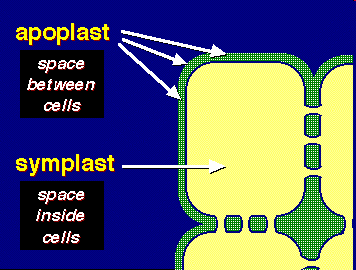 apoplast
space
between
cells
symplast
space
inside
cells